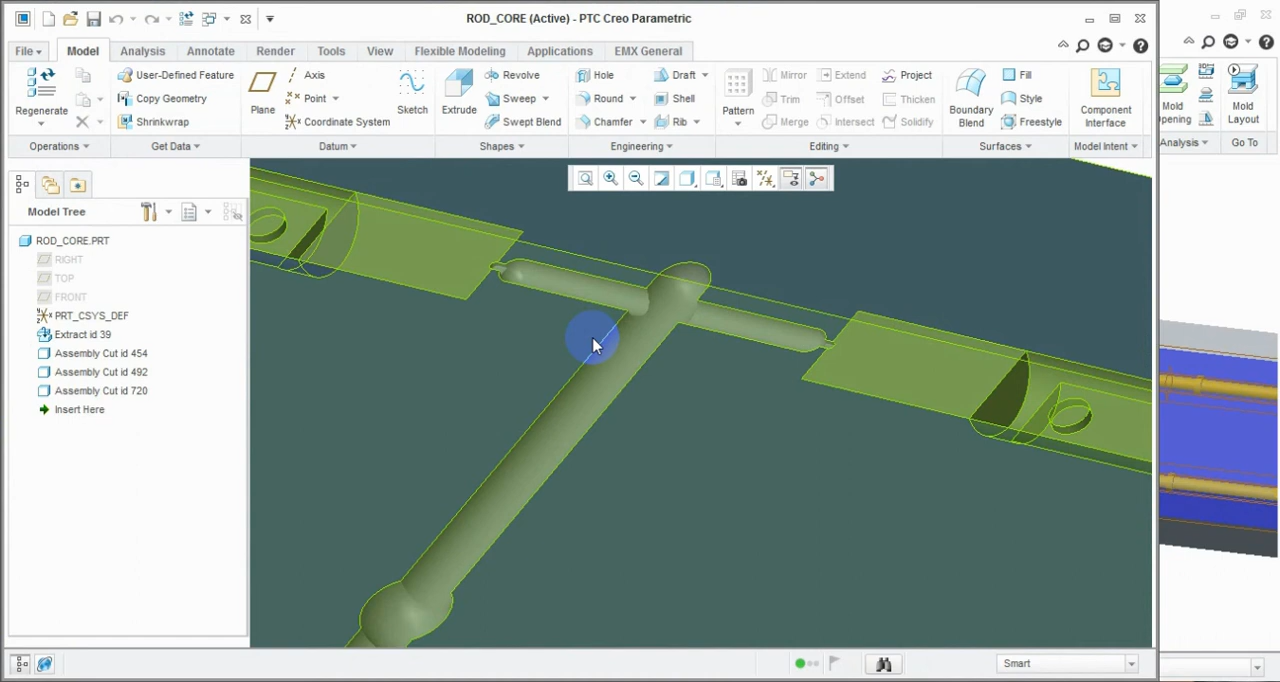 ROD_CORE (Active) - PTC Creo Parametric
File Model Analysis Annotate Render Tools View Flexible Modeling Applications EMX General
Regenerate
User-Defined Feature
Copy Geometry
Shrinkwrap
Plane
Axis
Point
Coordinate System
Sketch
Extrude
Revolve
Sweep
Swept Blend
Hole
Round
Chamfer
Draft
Shell
Rib
Pattern
Mirror
Trim
Merge
Extend
Offset
Intersect
Project
Thicken
Solidify
Boundary
Blend
Fill
Style
Freestyle
Component
Interface
Mold
Opening
Mold
Layout
Operations Get Data Datum Shapes Engineering Editing Surfaces Model Intent Analysis Go To
Model Tree
ROD_CORE.PRT
RIGHT
TOP
FRONT
PRT_CSYS_DEF
Extract id 39
Assembly Cut id 454
Assembly Cut id 492
Assembly Cut id 720
Insert Here
Smart